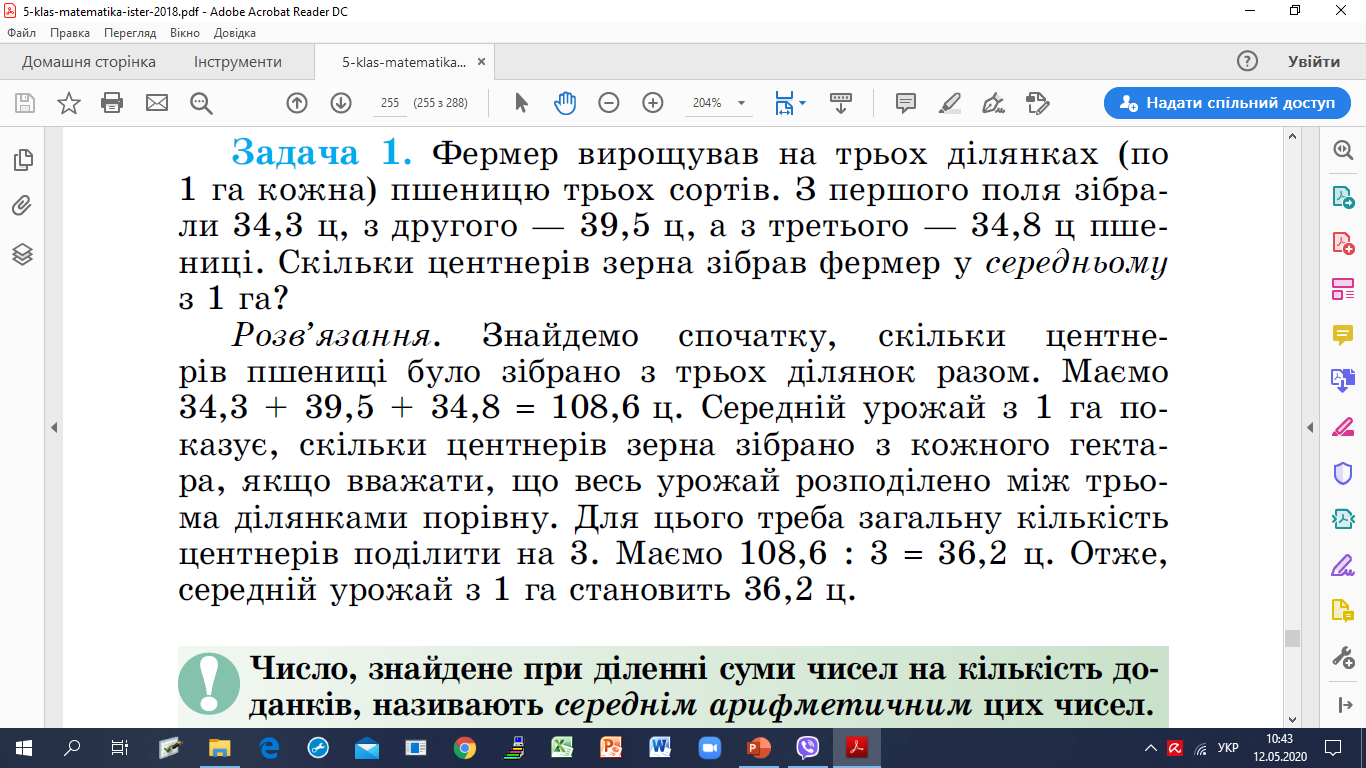 5-klas-matematika-ister-2018.pdf - Adobe Acrobat Reader DC
Файл Правка Перегляд Вікно Довідка
Домашня сторінка Інструменти 5-klas-matematika... × ? Увійти
255 (255 з 288) 204% Надати спільний доступ
Задача 1. Фермер вирощував на трьох ділянках (по
1 га кожна) пшеницю трьох сортів. З першого поля зібра-
ли 34,3 ц, з другого — 39,5 ц, а з третього — 34,8 ц пше-
ниці. Скільки центнерів зерна зібрав фермер у середньому
з 1 га?
Розв’язання. Знайдемо спочатку, скільки центне-
рів пшениці було зібрано з трьох ділянок разом. Маємо
34,3 + 39,5 + 34,8 = 108,6 ц. Середній урожай з 1 га по-
казує, скільки центнерів зерна зібрано з кожного гекта-
ра, якщо вважати, що весь урожай розподілено між трьо-
ма ділянками порівну. Для цього треба загальну кількість
центнерів поділити на 3. Маємо 108,6 : 3 = 36,2 ц. Отже,
середній урожай з 1 га становить 36,2 ц.
! Число, знайдене при діленні суми чисел на кількість до-
данків, називають середнім арифметичним цих чисел.
УКР 10:43
12.05.2020